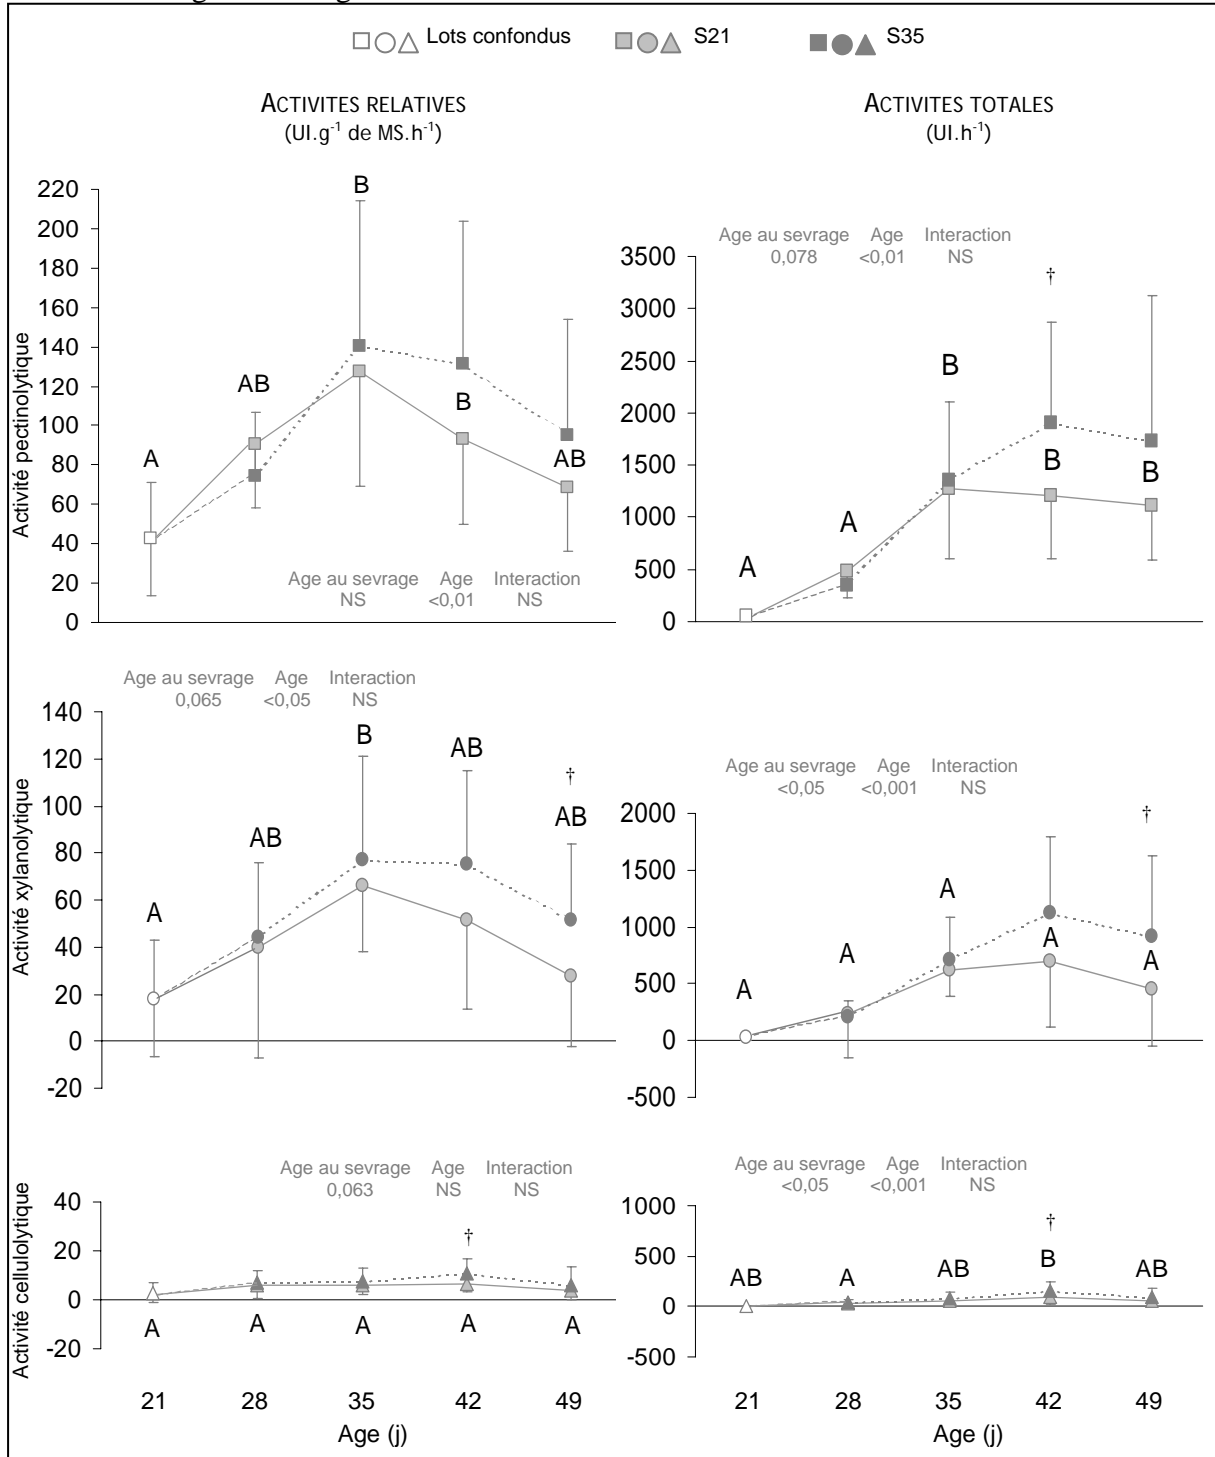 Lots confondus S21 S35
ACTIVITES RELATIVES
(UI.g⁻¹ de MS.h⁻¹)
ACTIVITES TOTALES
(UI.h⁻¹)
Activité pectinolytique
220
200
180
160
140
120
100
80
60
40
20
0
A
AB
B
B
AB
Age au sevrage Age Interaction
NS <0,01 NS
Age au sevrage Age Interaction
0,078 <0,01 NS
3500
3000
2500
2000
1500
1000
500
0
A
A
B
†
B
B
Activité xylanolytique
Age au sevrage Age Interaction
0,065 <0,05 NS
140
120
100
80
60
40
20
0
-20
A
AB
B
AB
†
AB
Age au sevrage Age Interaction
<0,05 <0,001 NS
2000
1500
1000
500
0
-500
A
A
A
A
†
A
Activité cellulolytique
Age au sevrage Age Interaction
0,063 NS NS
40
20
0
-20
†
A A A A A
21 28 35 42 49
Age (j)
Age au sevrage Age Interaction
<0,05 <0,001 NS
1000
500
0
-500
†
AB A AB B AB
21 28 35 42 49
Age (j)